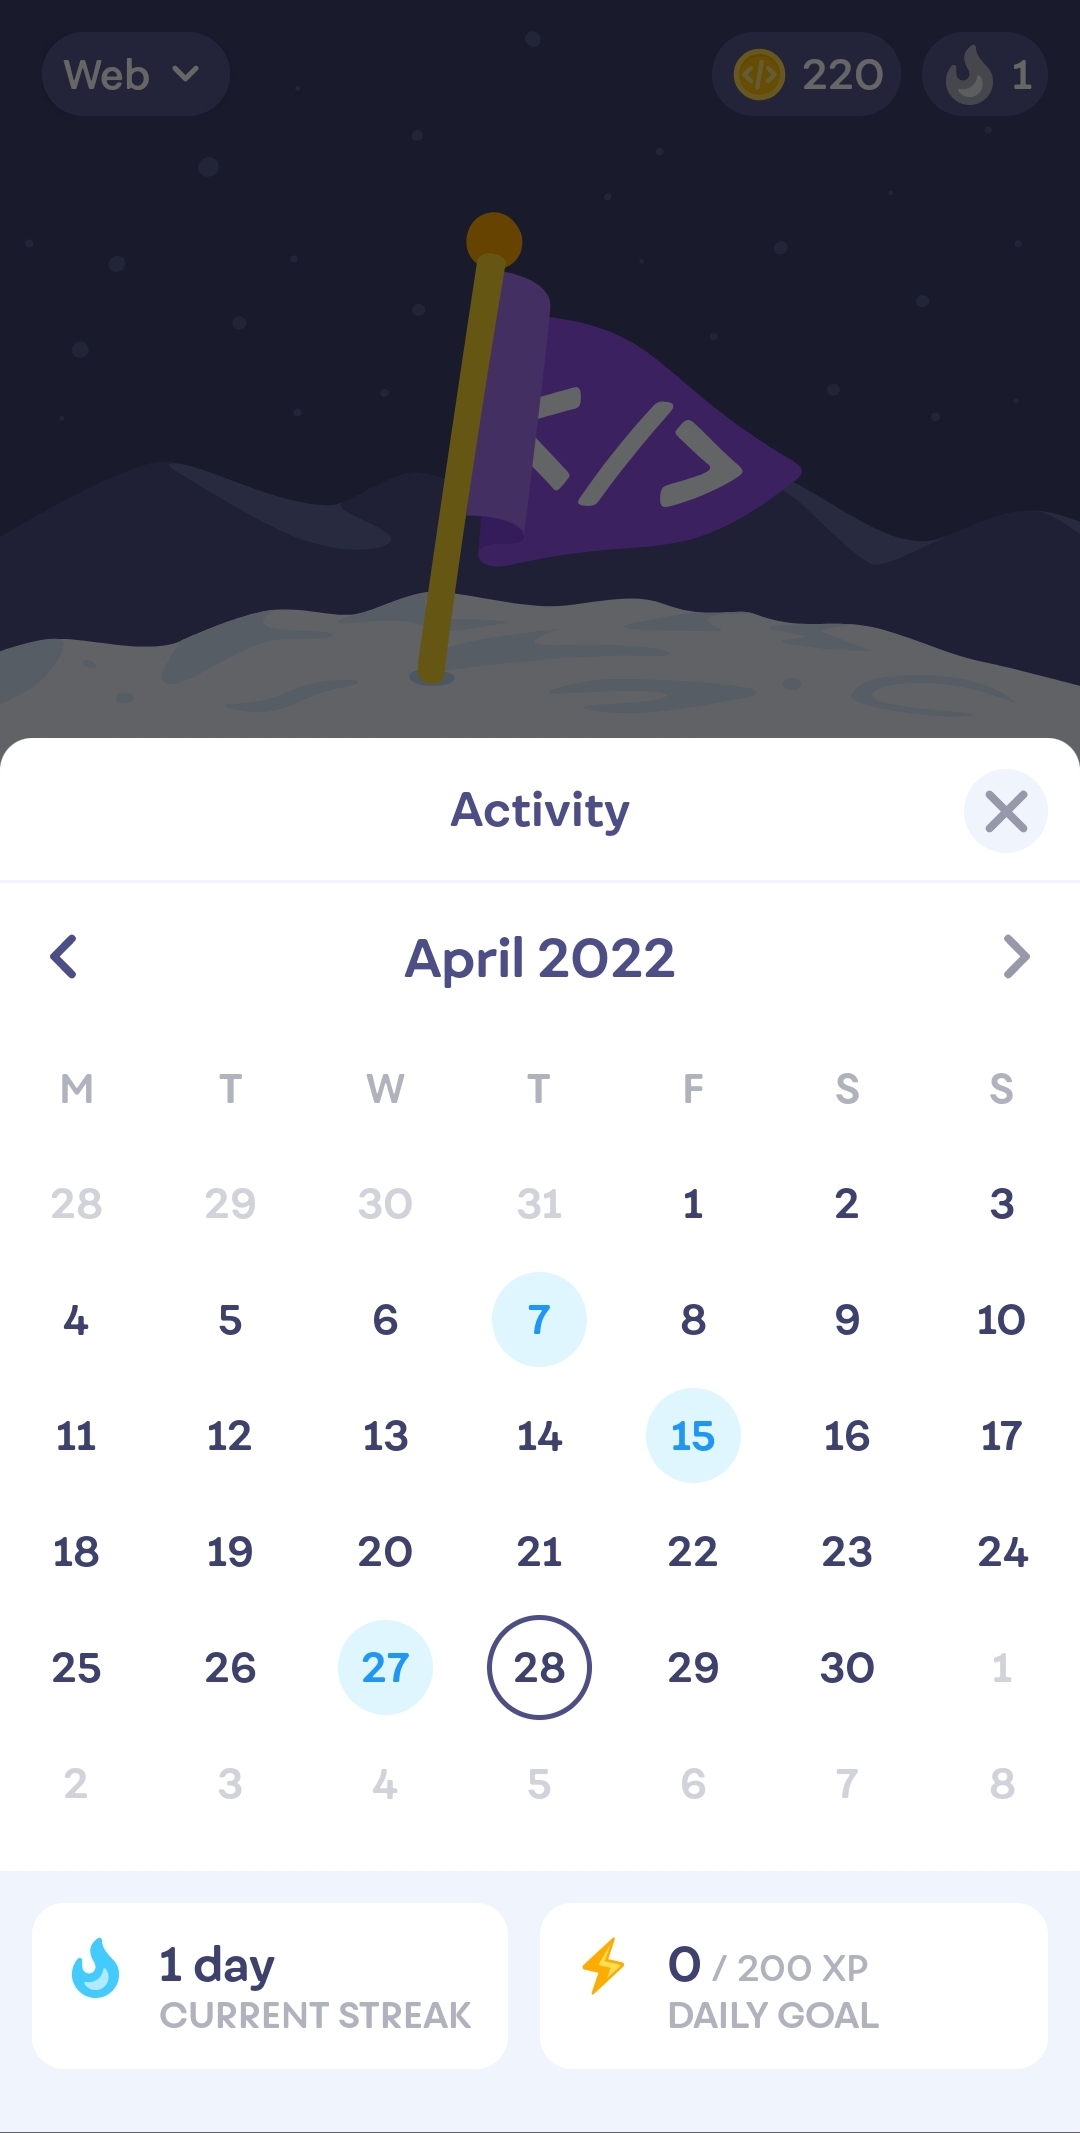 Web 220 1
</>
Activity
April 2022
M T W T F S S
28 29 30 31 1 2 3
4 5 6 7 8 9 10
11 12 13 14 15 16 17
18 19 20 21 22 23 24
25 26 27 28 29 30 1
2 3 4 5 6 7 8
1 day
CURRENT STREAK
0 / 200 XP
DAILY GOAL